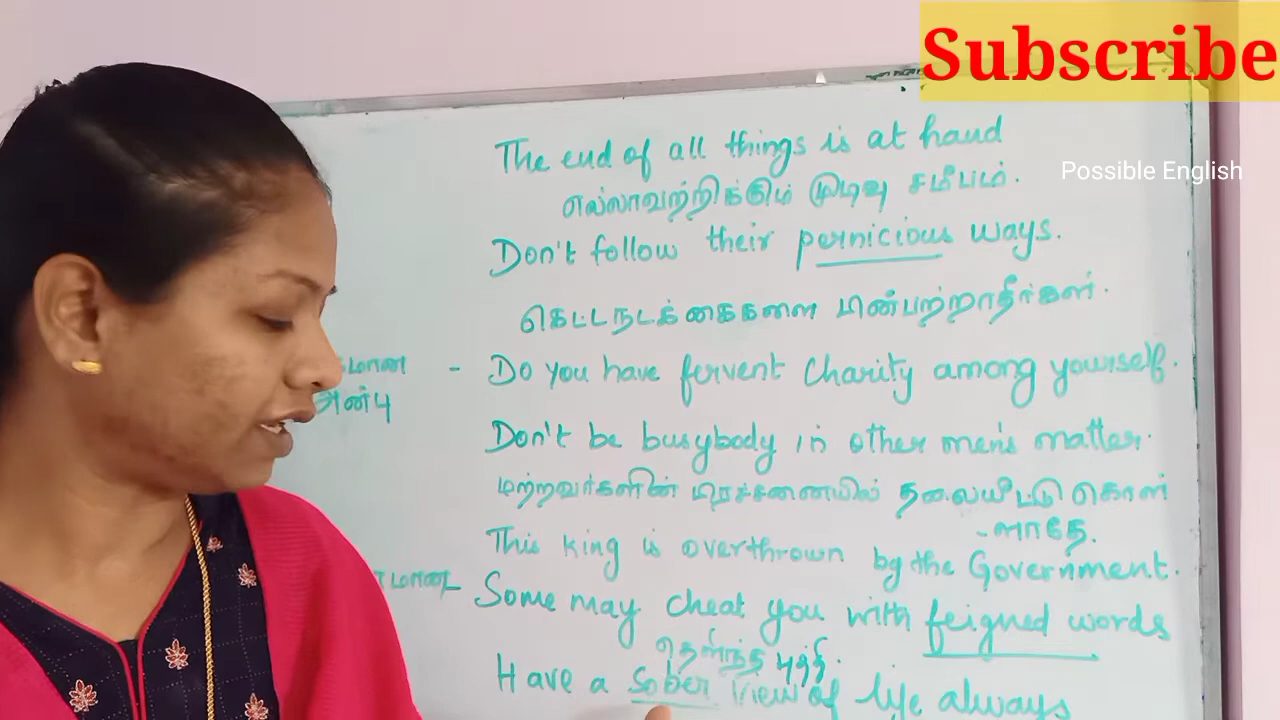 Subscribe
Possible English
The end of all things is at hand
எல்லாவற்றிக்கும் முடிவு சமீபம்.
Don't follow their pernicious ways.
கெட்டநடக்கைகளை பின்பற்றாதீர்கள்.
மான - Do you have fervent Charity among yourself.
அன்பு
Don't be busybody in other men's matter.
மற்றவர்களின் பிரச்சனையில் தலையீட்டு கொள்
-ளாதே.
This king is overthrown by the Government.
மான Some may cheat you with feigned words
தெளிந்த புத்தி.
Have a sober view of life always